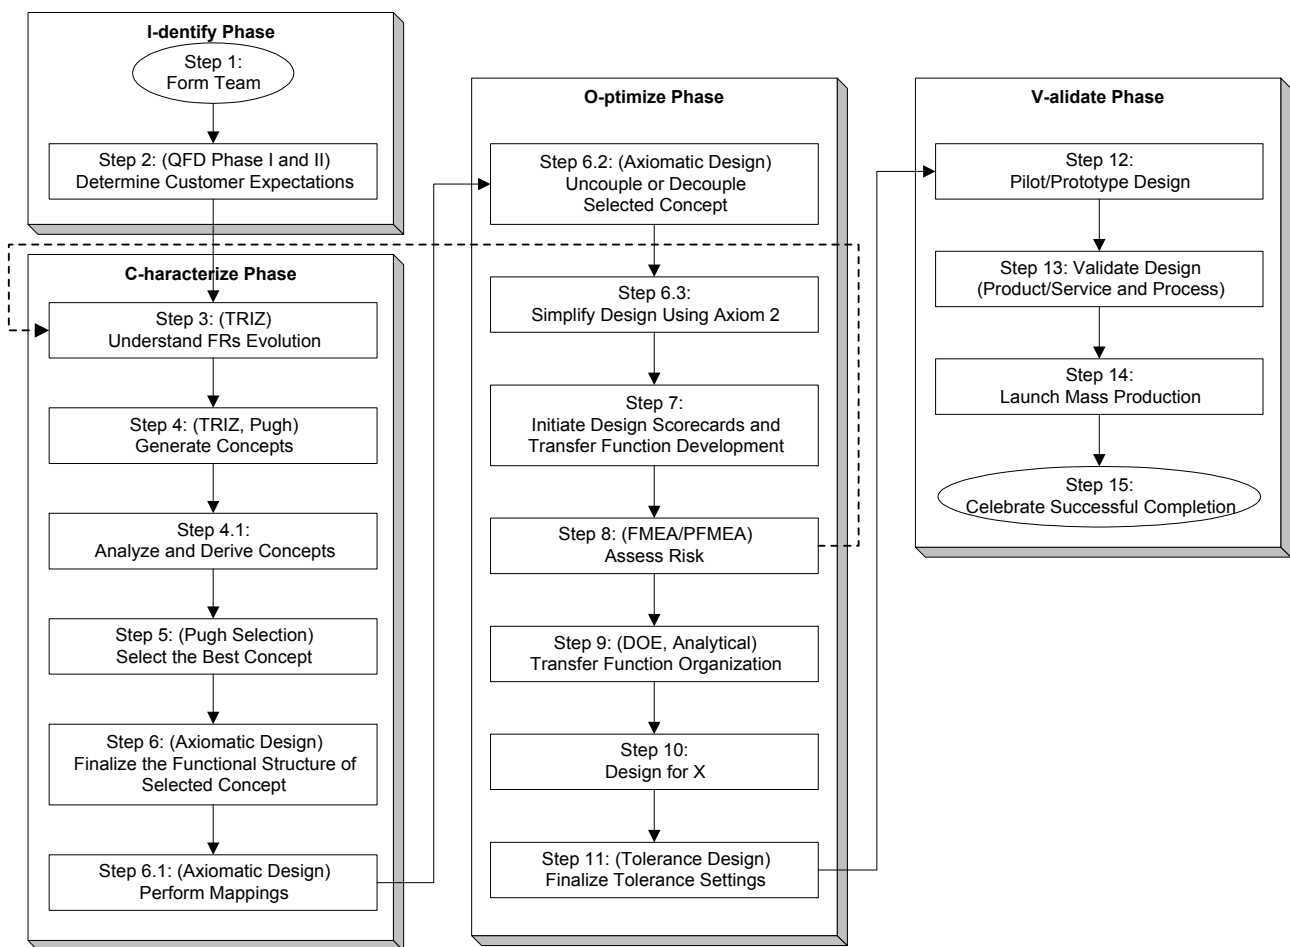 I-dentify Phase
Step 1:
Form Team
Step 2: (QFD Phase I and II)
Determine Customer Expectations
C-haracterize Phase
Step 3: (TRIZ)
Understand FRs Evolution
Step 4: (TRIZ, Pugh)
Generate Concepts
Step 4.1:
Analyze and Derive Concepts
Step 5: (Pugh Selection)
Select the Best Concept
Step 6: (Axiomatic Design)
Finalize the Functional Structure of
Selected Concept
Step 6.1: (Axiomatic Design)
Perform Mappings
O-ptimize Phase
Step 6.2: (Axiomatic Design)
Uncouple or Decouple
Selected Concept
Step 6.3:
Simplify Design Using Axiom 2
Step 7:
Initiate Design Scorecards and
Transfer Function Development
Step 8: (FMEA/PFMEA)
Assess Risk
Step 9: (DOE, Analytical)
Transfer Function Organization
Step 10:
Design for X
Step 11: (Tolerance Design)
Finalize Tolerance Settings
V-alidate Phase
Step 12:
Pilot/Prototype Design
Step 13: Validate Design
(Product/Service and Process)
Step 14:
Launch Mass Production
Step 15:
Celebrate Successful Completion